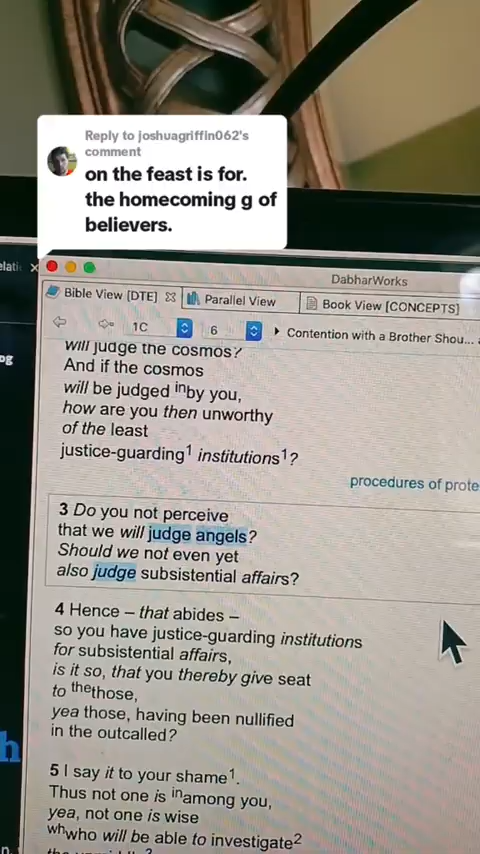 Reply to joshuagriffin062's
comment
on the feast is for.
the homecoming g of
believers.
DabharWorks
Bible View [DTE]
Parallel View
Book View [CONCEPTS]
1C
6
Contention with a Brother Shou...
will judge the cosmos?
And if the cosmos
will be judged inby you,
how are you then unworthy
of the least
justice-guarding1 institutions1?
procedures of prote
3 Do you not perceive
that we will judge angels?
Should we not even yet
also judge subsistential affairs?
4 Hence – that abides –
so you have justice-guarding institutions
for subsistential affairs,
is it so, that you thereby give seat
to thethose,
yea those, having been nullified
in the outcalled?
5 I say it to your shame1.
Thus not one is inamong you,
yea, not one is wise
whwho will be able to investigate2